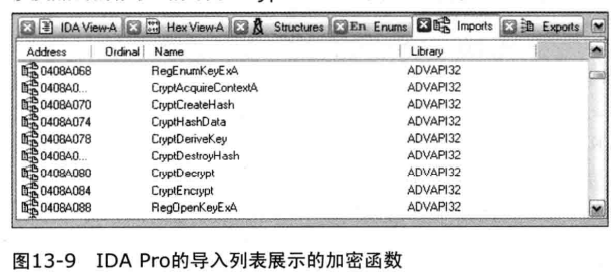 IDA View-A Hex View-A Structures En Enums Imports Exports
Address Ordinal Name Library
0408A068 RegEnumKeyExA ADVAPI32
0408A0... CryptAcquireContextA ADVAPI32
0408A070 CryptCreateHash ADVAPI32
0408A074 CryptHashData ADVAPI32
0408A078 CryptDeriveKey ADVAPI32
0408A0... CryptDestroyHash ADVAPI32
0408A080 CryptDecrypt ADVAPI32
0408A084 CryptEncrypt ADVAPI32
0408A088 RegOpenKeyExA ADVAPI32
图13-9 IDA Pro的导入列表展示的加密函数